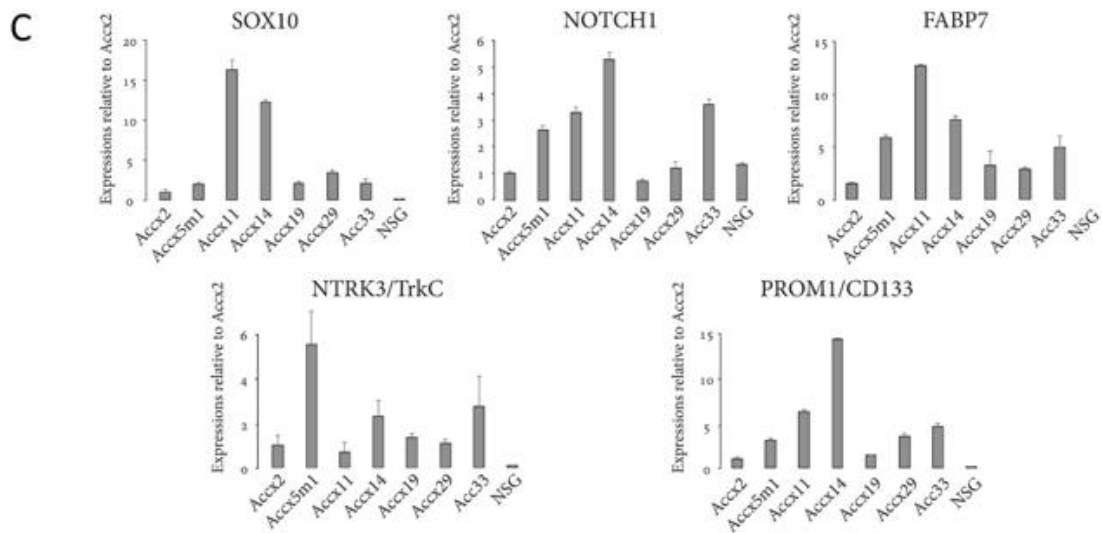 C
SOX10
Expressions relative to Accx2
20
15
10
5
0
Accx2
Accx5m1
Accx11
Accx14
Accx19
Accx29
Acc33
NSG
NOTCH1
Expressions relative to Accx2
6
5
4
3
2
1
0
Accx2
Accx5m1
Accx11
Accx14
Accx19
Accx29
Acc33
NSG
FABP7
Expressions relative to Accx2
15
10
5
0
Accx2
Accx5m1
Accx11
Accx14
Accx19
Accx29
Acc33
NSG
NTRK3/TrkC
Expressions relative to Accx2
6
4
2
0
Accx2
Accx5m1
Accx11
Accx14
Accx19
Accx29
Acc33
NSG
PROM1/CD133
Expressions relative to Accx2
15
10
5
0
Accx2
Accx5m1
Accx11
Accx14
Accx19
Accx29
Acc33
NSG